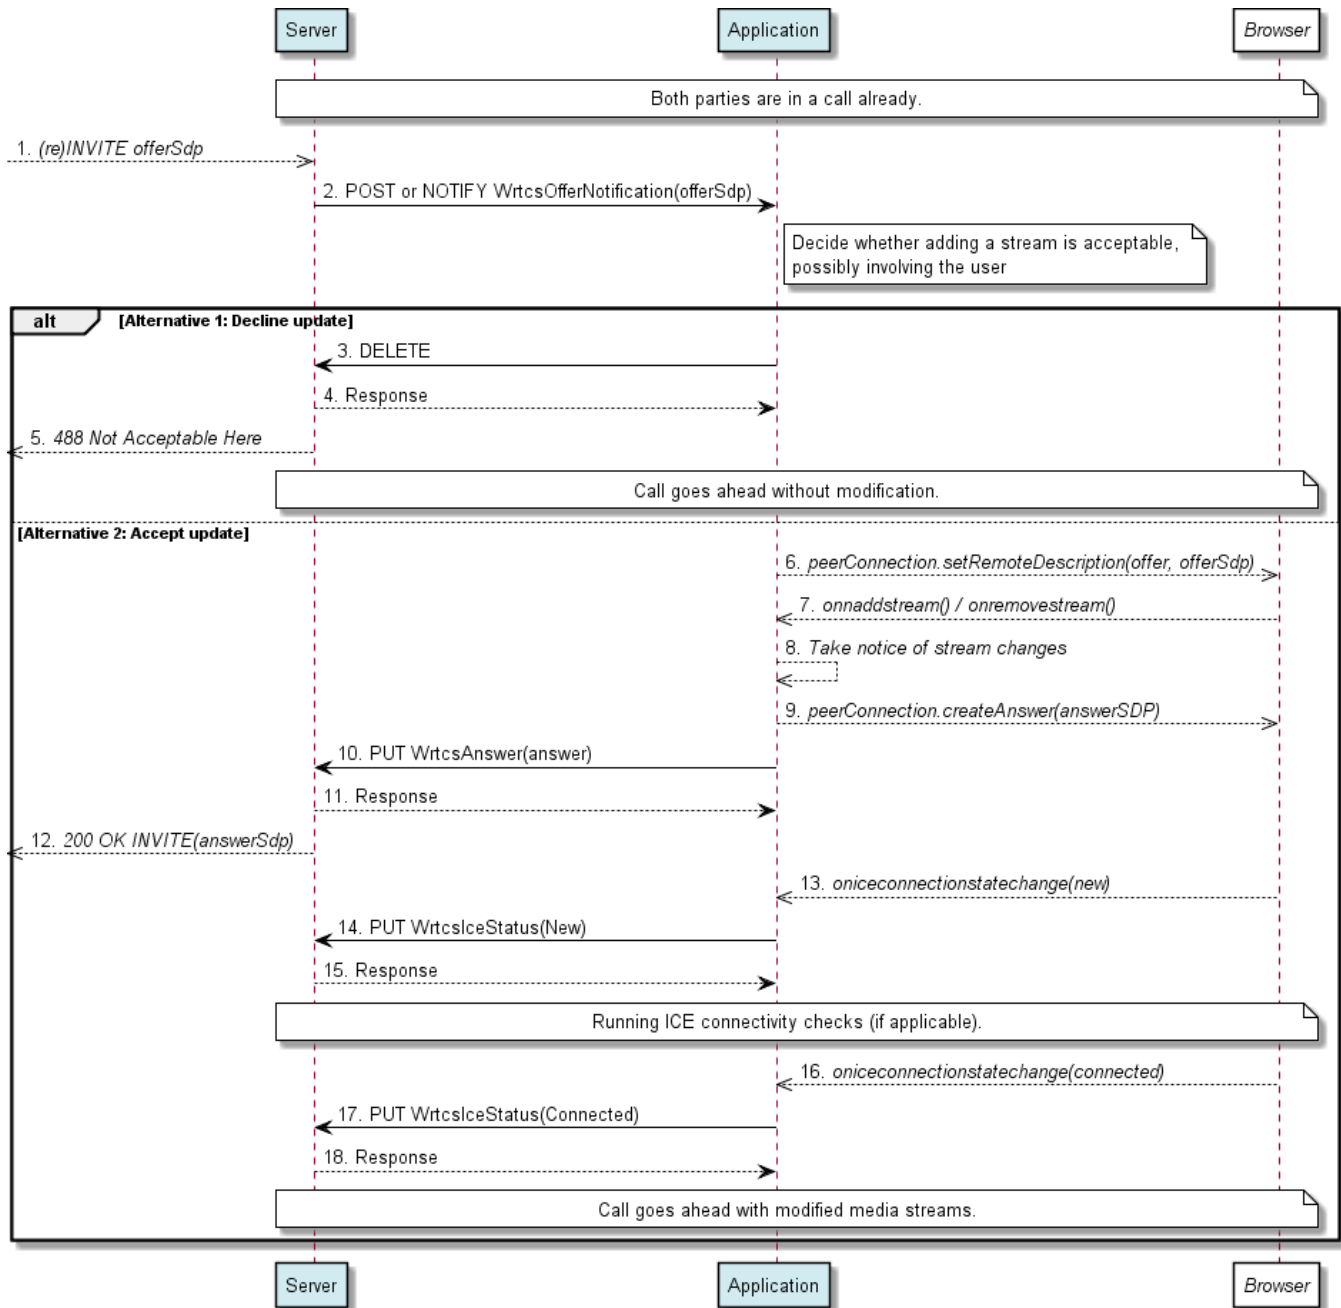 Server Application Browser
Both parties are in a call already.
1. (re)INVITE offerSdp
2. POST or NOTIFY WrtcsOfferNotification(offerSdp)
Decide whether adding a stream is acceptable,
possibly involving the user
alt [Alternative 1: Decline update]
3. DELETE
4. Response
5. 488 Not Acceptable Here
Call goes ahead without modification.
[Alternative 2: Accept update]
6. peerConnection.setRemoteDescription(offer, offerSdp)
7. onnaddstream() / onremovestream()
8. Take notice of stream changes
9. peerConnection.createAnswer(answerSDP)
10. PUT WrtcsAnswer(answer)
11. Response
12. 200 OK INVITE(answerSdp)
13. oniceconnectionstatechange(new)
14. PUT WrtcsIceStatus(New)
15. Response
Running ICE connectivity checks (if applicable).
16. oniceconnectionstatechange(connected)
17. PUT WrtcsIceStatus(Connected)
18. Response
Call goes ahead with modified media streams.
Server Application Browser